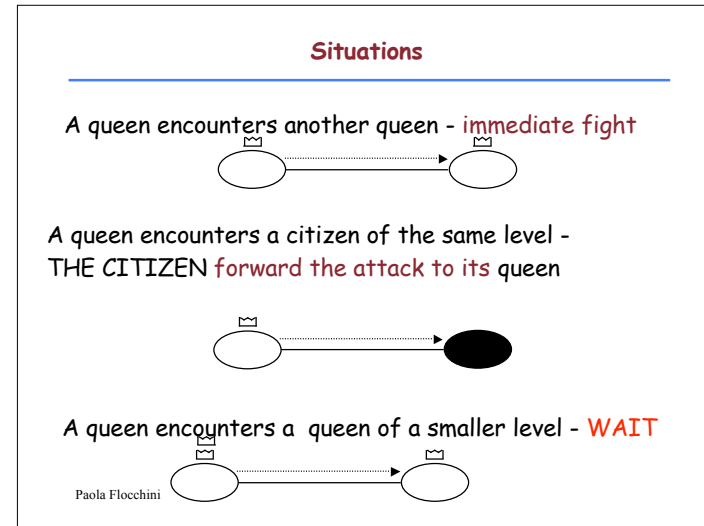 Situations
A queen encounters another queen - immediate fight
A queen encounters a citizen of the same level -
THE CITIZEN forward the attack to its queen
A queen encounters a queen of a smaller level - WAIT
Paola Flocchini